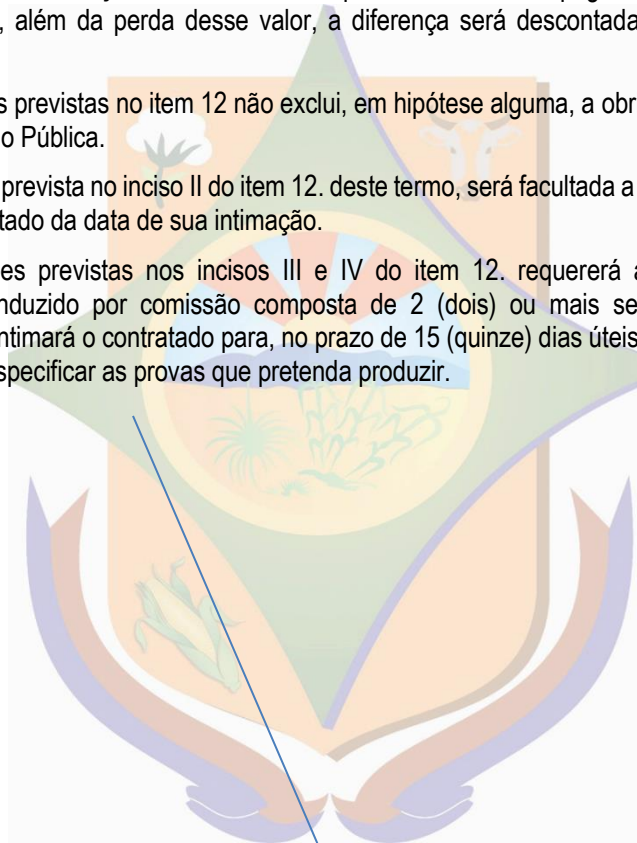 , além da perda desse valor, a diferença será descontada
s previstas no item 12 não exclui, em hipótese alguma, a obr
o Pública.
prevista no inciso II do item 12. deste termo, será facultada a
tado da data de sua intimação.
es previstas nos incisos III e IV do item 12. requererá a
nduzido por comissão composta de 2 (dois) ou mais se
ntimará o contratado para, no prazo de 15 (quinze) dias úteis
specificar as provas que pretenda produzir.